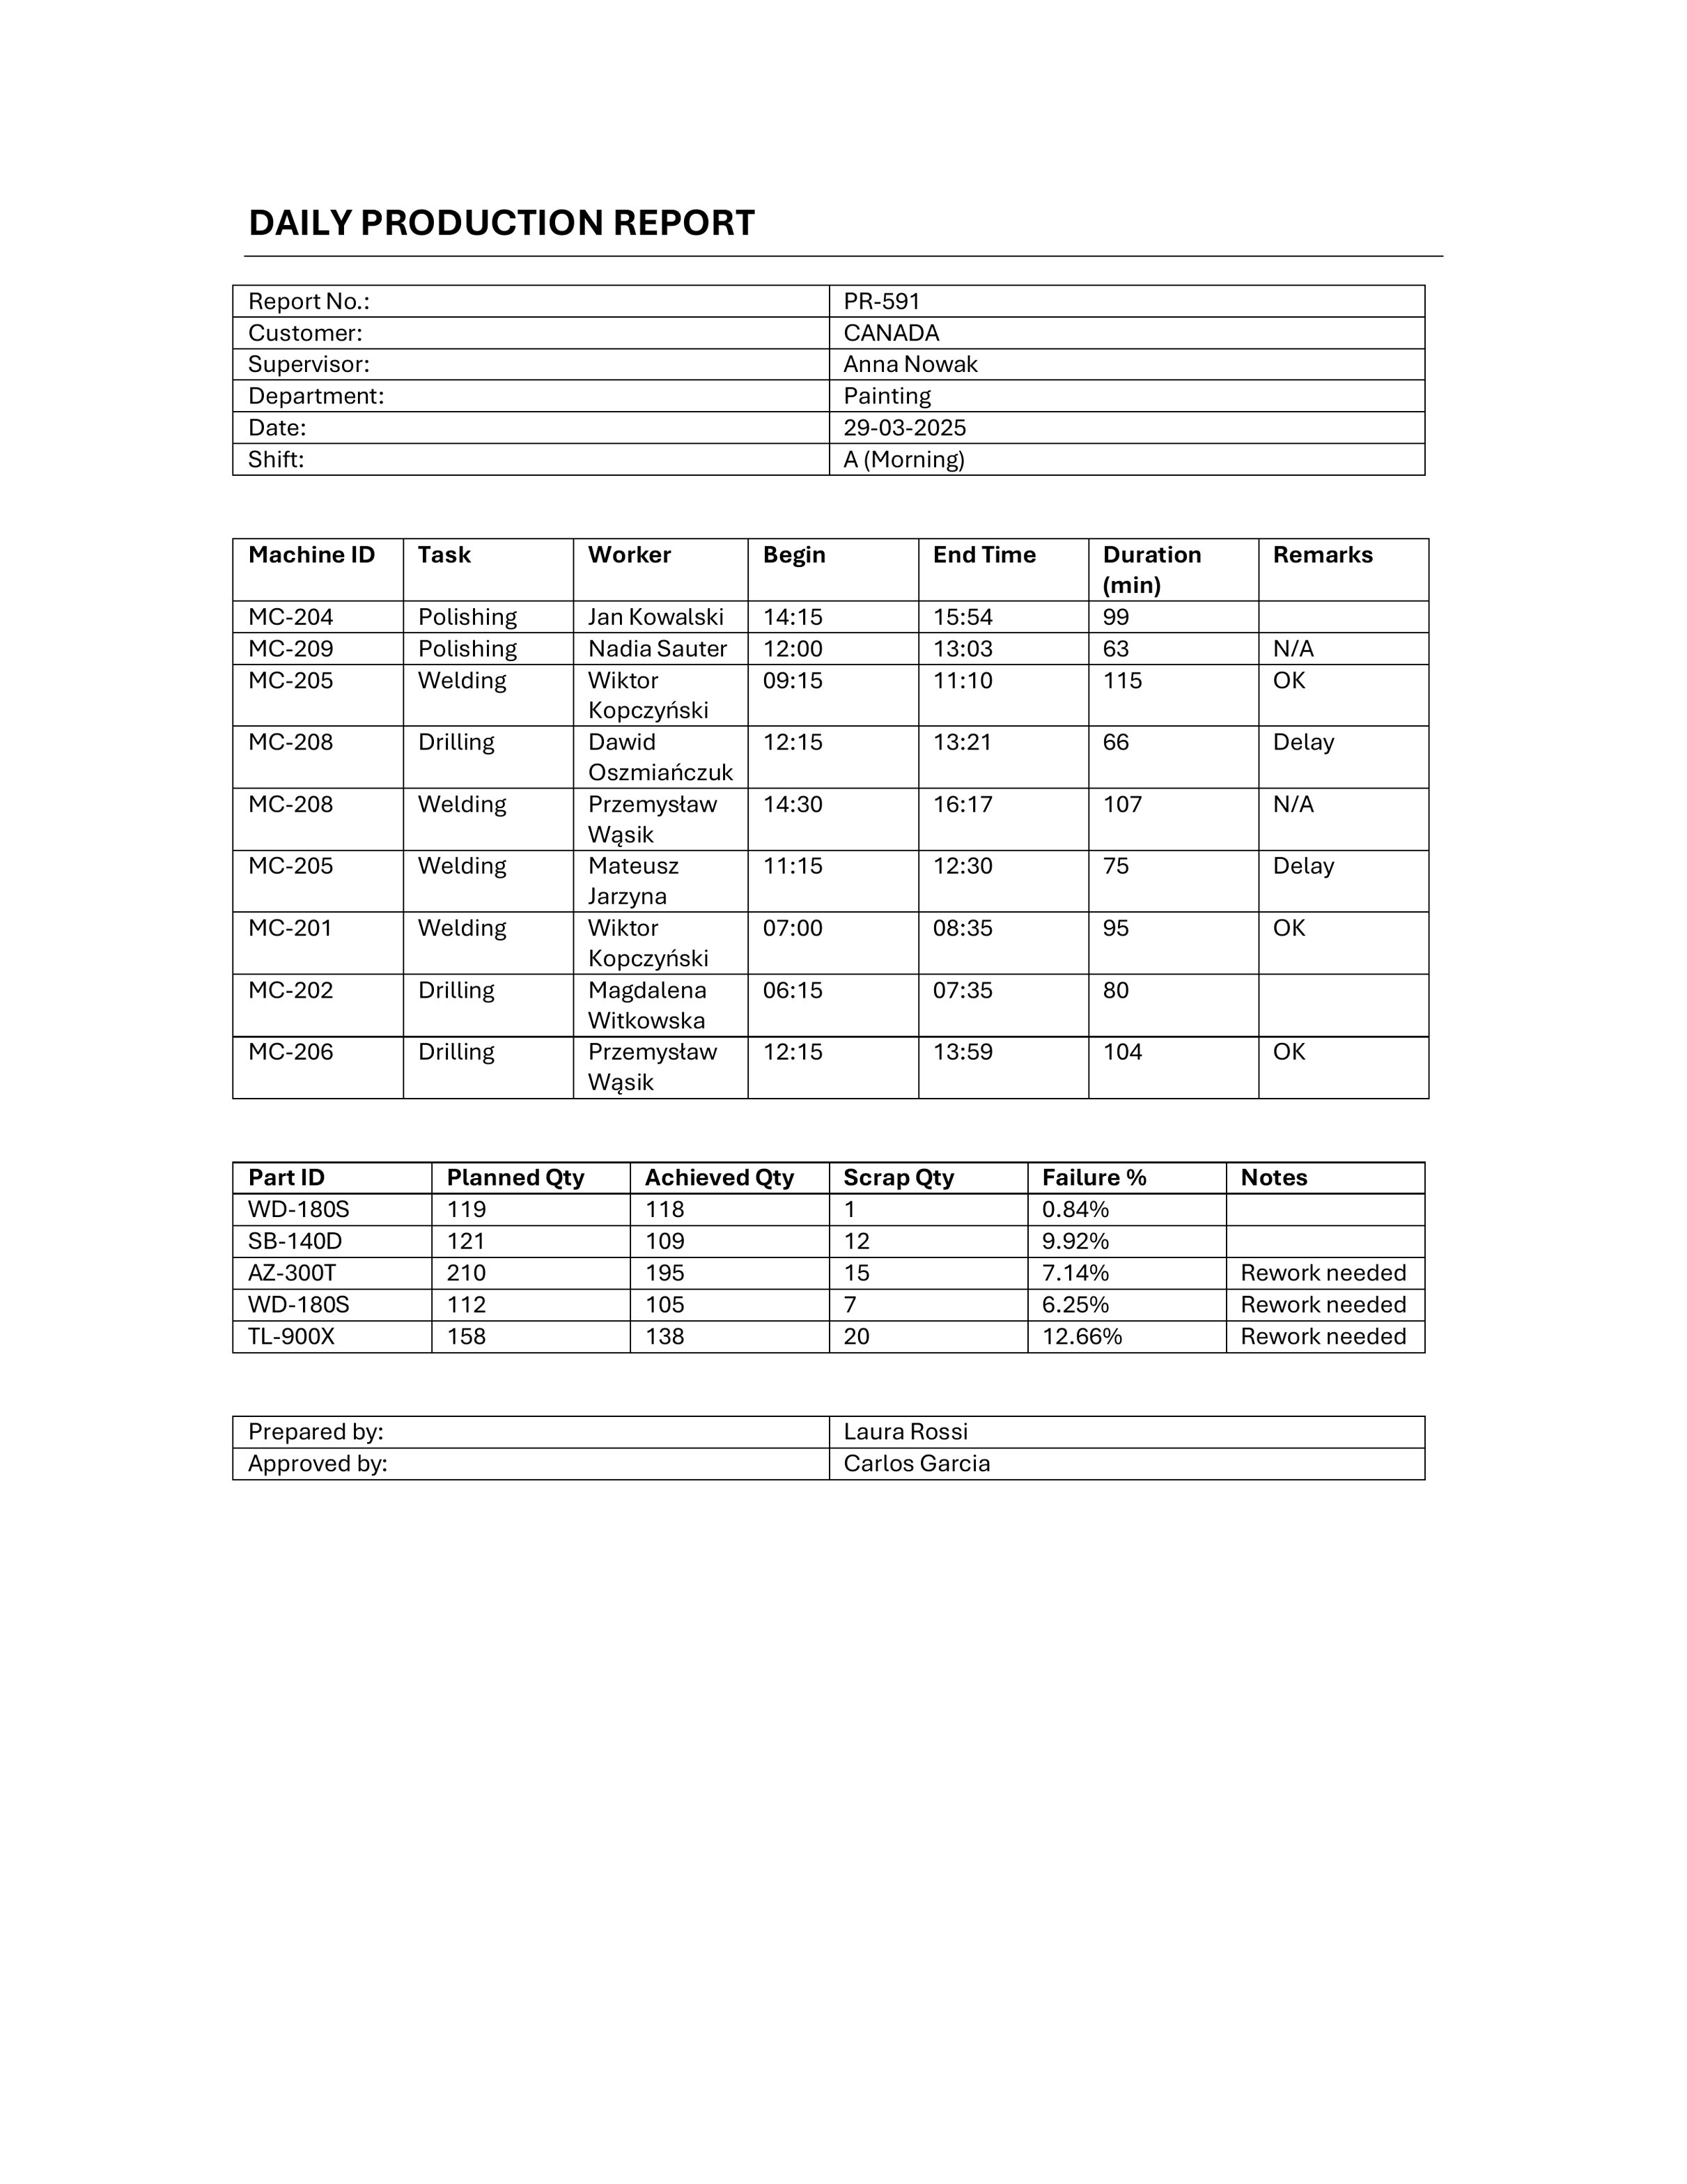 DAILY PRODUCTION REPORT
Report No.: PR-591
Customer: CANADA
Supervisor: Anna Nowak
Department: Painting
Date: 29-03-2025
Shift: A (Morning)
Machine ID Task Worker Begin End Time Duration
(min) Remarks
MC-204 Polishing Jan Kowalski 14:15 15:54 99
MC-209 Polishing Nadia Sauter 12:00 13:03 63 N/A
MC-205 Welding Wiktor
Kopczyński 09:15 11:10 115 OK
MC-208 Drilling Dawid
Oszmiańczuk 12:15 13:21 66 Delay
MC-208 Welding Przemysław
Wąsik 14:30 16:17 107 N/A
MC-205 Welding Mateusz
Jarzyna 11:15 12:30 75 Delay
MC-201 Welding Wiktor
Kopczyński 07:00 08:35 95 OK
MC-202 Drilling Magdalena
Witkowska 06:15 07:35 80
MC-206 Drilling Przemysław
Wąsik 12:15 13:59 104 OK
Part ID Planned Qty Achieved Qty Scrap Qty Failure % Notes
WD-180S 119 118 1 0.84%
SB-140D 121 109 12 9.92%
AZ-300T 210 195 15 7.14% Rework needed
WD-180S 112 105 7 6.25% Rework needed
TL-900X 158 138 20 12.66% Rework needed
Prepared by: Laura Rossi
Approved by: Carlos Garcia